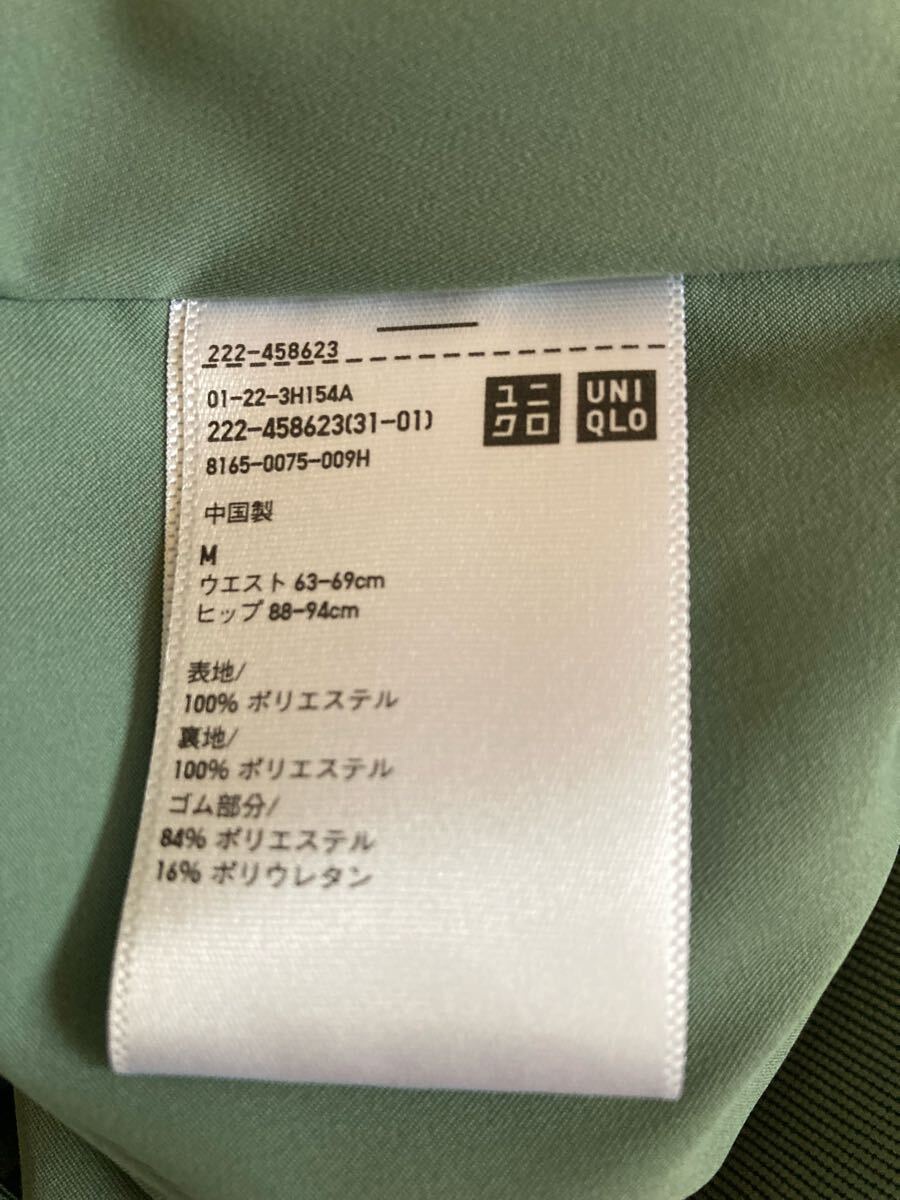 222-458623
01-22-3H154A
222-458623(31-01)
8165-0075-009H
ユニ
クロ
UNI
QLO
中国製
M
ウエスト 63-69cm
ヒップ 88-94cm
表地/
100% ポリエステル
裏地/
100% ポリエステル
ゴム部分/
84% ポリエステル
16% ポリウレタン